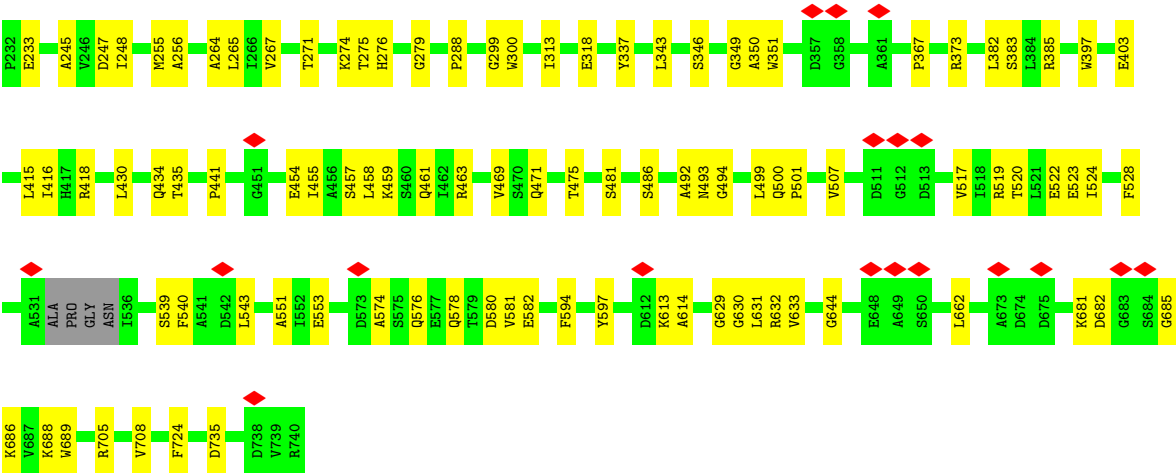 P232 E233 A245 V246 D247 I248 M255 A256 A264 L265 I266 V267 T271 K274 T275 H276 G279 P288 G299 W300 I313 E318 Y337 L343 S346 G349 A350 W351 D357 G358 A361 P367 R373 L382 S383 L384 R385 W397 E403
L415 I416 H417 R418 L430 Q434 T435 P441 G451 E454 I455 A456 S457 L458 K459 S460 Q461 I462 R463 V469 S470 Q471 T475 S481 S486 A492 N493 G494 L499 Q500 P501 V507 D511 G512 D513 V517 I518 R519 T520 L521 E522 E523 I524 F528
A531 ALA PRO GLY ASN I536 S539 F540 A541 D542 L543 A551 I552 E553 D573 A574 S575 Q576 E577 Q578 T579 D580 V581 E582 F594 Y597 D612 K613 A614 G629 G630 L631 R632 V633 G644 E648 A649 S650 L662 A673 D674 D675 K681 D682 G683 S684 G685
K686 V687 K688 W689 R705 V708 F724 D735 D738 V739 R740